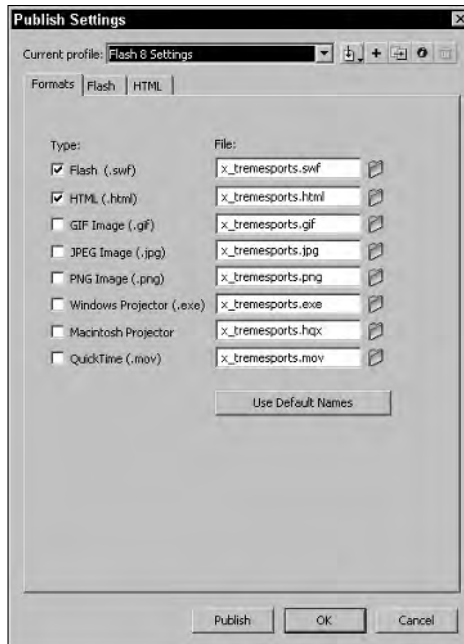 Publish Settings
Current profile: Flash 8 Settings
Formats Flash HTML
Type: File:
Flash (.swf) x_tremesports.swf
HTML (.html) x_tremesports.html
GIF Image (.gif) x_tremesports.gif
JPEG Image (.jpg) x_tremesports.jpg
PNG Image (.png) x_tremesports.png
Windows Projector (.exe) x_tremesports.exe
Macintosh Projector x_tremesports.hqx
QuickTime (.mov) x_tremesports.mov
Use Default Names
Publish OK Cancel